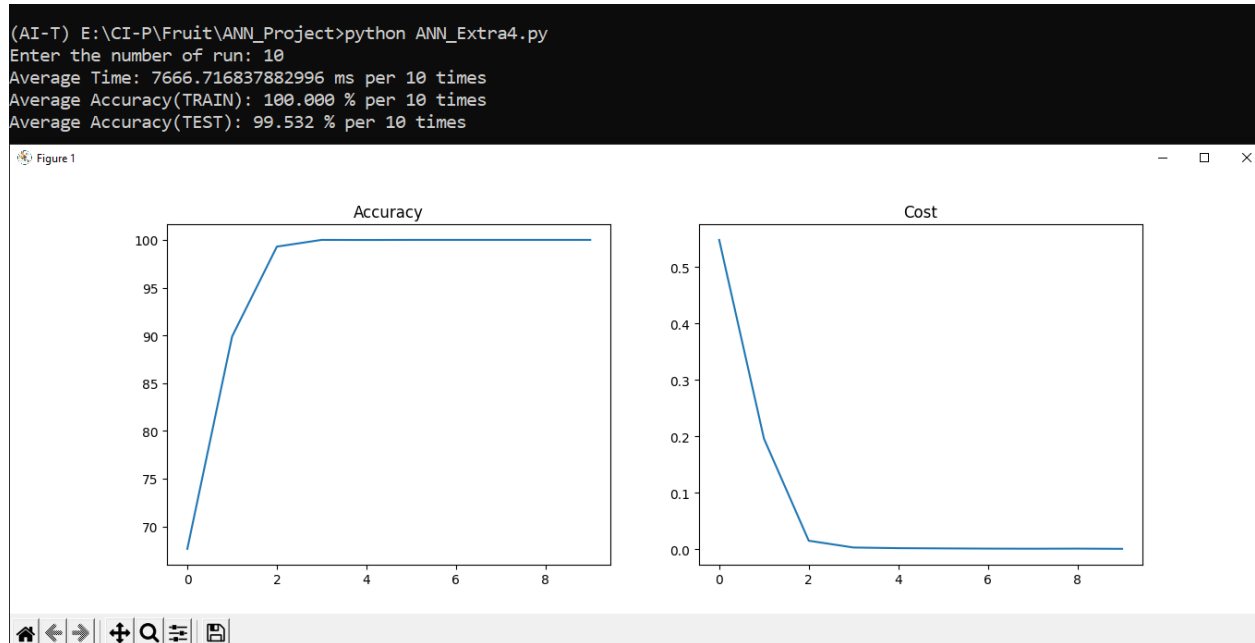 (AI-T) E:\CI-P\Fruit\ANN_Project>python ANN_Extra4.py
Enter the number of run: 10
Average Time: 7666.716837882996 ms per 10 times
Average Accuracy(TRAIN): 100.000 % per 10 times
Average Accuracy(TEST): 99.532 % per 10 times
Figure 1
Accuracy
100
95
90
85
80
75
70
0 2 4 6 8
Cost
0.5
0.4
0.3
0.2
0.1
0.0
0 2 4 6 8